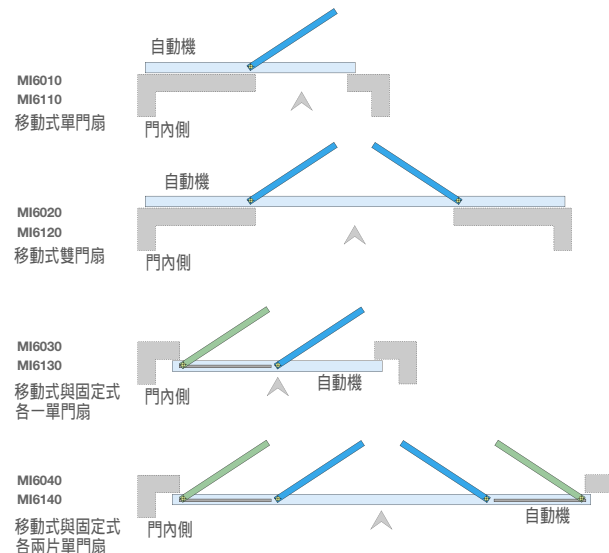 自動機
MI6010
MI6110
移動式單門扇
門內側
自動機
MI6020
MI6120
移動式雙門扇
門內側
MI6030
MI6130
移動式與固定式
各一單門扇
門內側
自動機
MI6040
MI6140
移動式與固定式
各兩片單門扇
門內側
自動機